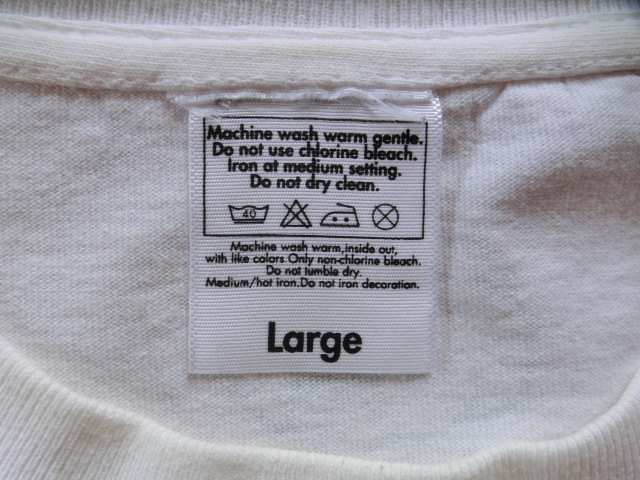 Machine wash warm gentle.
Do not use chlorine bleach.
Iron at medium setting.
Do not dry clean.
40
Machine wash warm,inside out,
with like colors.Only non-chlorine bleach.
Do not tumble dry.
Medium/hot iron.Do not iron decoration.
Large